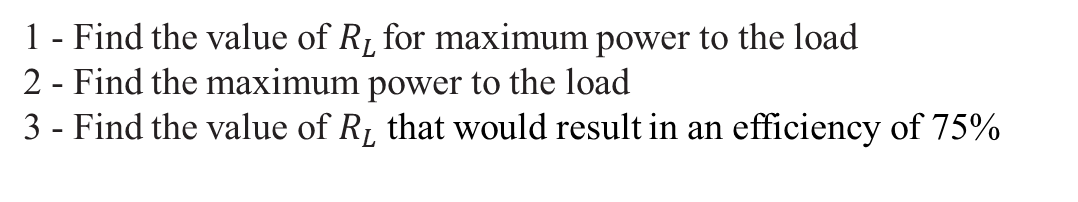 1 - Find the value of R_L for maximum power to the load
2 - Find the maximum power to the load
3 - Find the value of R_L that would result in an efficiency of 75%